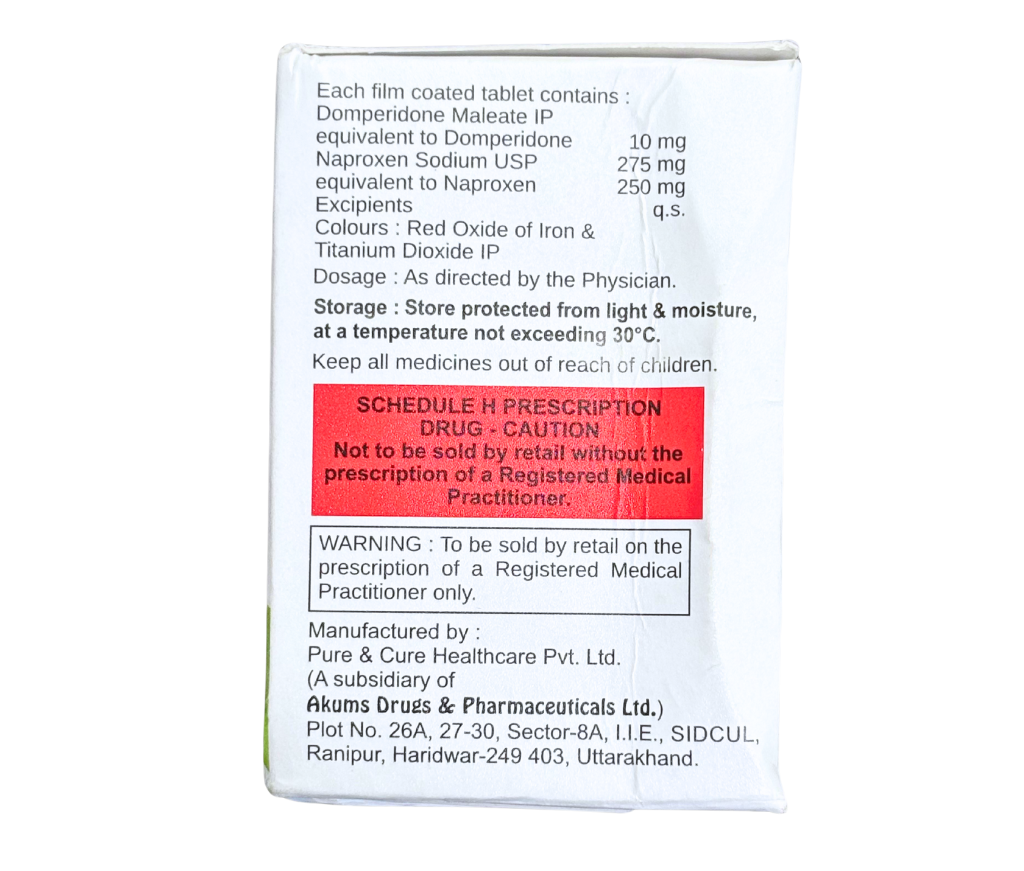 Each film coated tablet contains :
Domperidone Maleate IP
equivalent to Domperidone 10 mg
Naproxen Sodium USP 275 mg
equivalent to Naproxen 250 mg
Excipients q.s.
Colours : Red Oxide of Iron &
Titanium Dioxide IP
Dosage : As directed by the Physician.
Storage : Store protected from light & moisture,
at a temperature not exceeding 30°C.
Keep all medicines out of reach of children.
SCHEDULE H PRESCRIPTION
DRUG - CAUTION
Not to be sold by retail without the
prescription of a Registered Medical
Practitioner.
WARNING : To be sold by retail on the
prescription of a Registered Medical
Practitioner only.
Manufactured by :
Pure & Cure Healthcare Pvt. Ltd.
(A subsidiary of
Akums Drugs & Pharmaceuticals Ltd.)
Plot No. 26A, 27-30, Sector-8A, I.I.E., SIDCUL,
Ranipur, Haridwar-249 403, Uttarakhand.